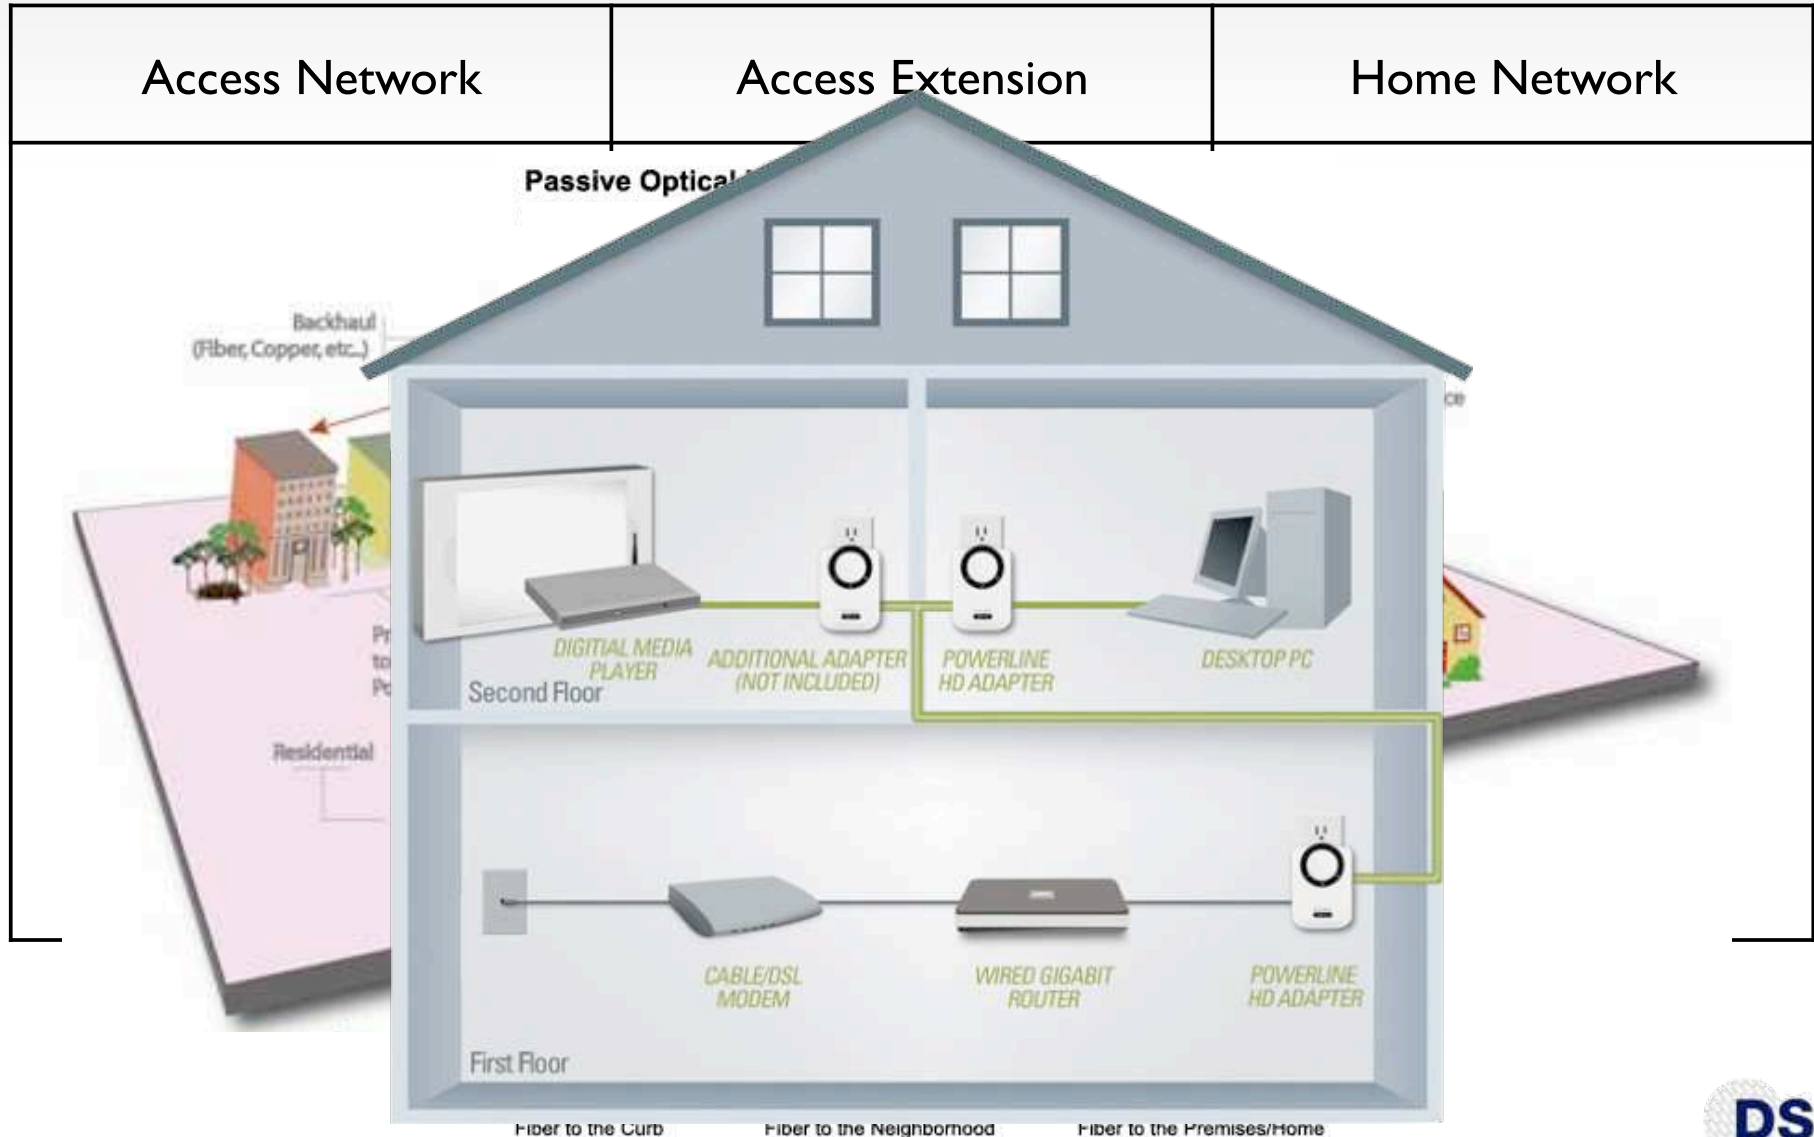 Access Network
Access Extension
Home Network
Passive Optical
Backhaul
(Fiber, Copper, etc..)
DIGITIAL MEDIA
PLAYER
ADDITIONAL ADAPTER
(NOT INCLUDED)
POWERLINE
HD ADAPTER
DESKTOP PC
Second Floor
Residential
CABLE/DSL
MODEM
WIRED GIGABIT
ROUTER
POWERLINE
HD ADAPTER
First Floor
Fiber to the Curb
Fiber to the Neighborhood
Fiber to the Premises/Home
DS